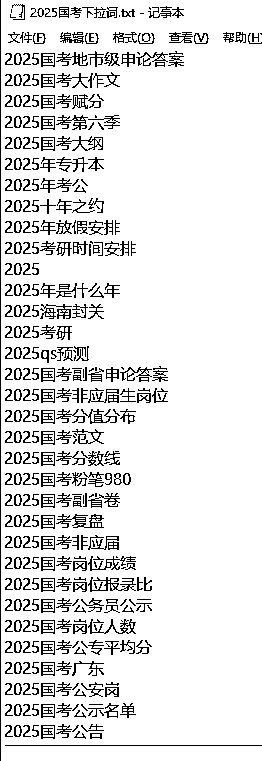 2025国考下拉词.txt - 记事本
文件(F) 编辑(E) 格式(O) 查看(V) 帮助(H)
2025国考地市级申论答案
2025国考大作文
2025国考赋分
2025国考第六季
2025国考大纲
2025年专升本
2025年考公
2025十年之约
2025年放假安排
2025考研时间安排
2025
2025年是什么年
2025海南封关
2025考研
2025qs预测
2025国考副省申论答案
2025国考非应届生岗位
2025国考分值分布
2025国考范文
2025国考分数线
2025国考粉笔980
2025国考副省卷
2025国考复盘
2025国考非应届
2025国考岗位成绩
2025国考岗位报录比
2025国考公务员公示
2025国考岗位人数
2025国考公专平均分
2025国考广东
2025国考公安岗
2025国考公示名单
2025国考公告